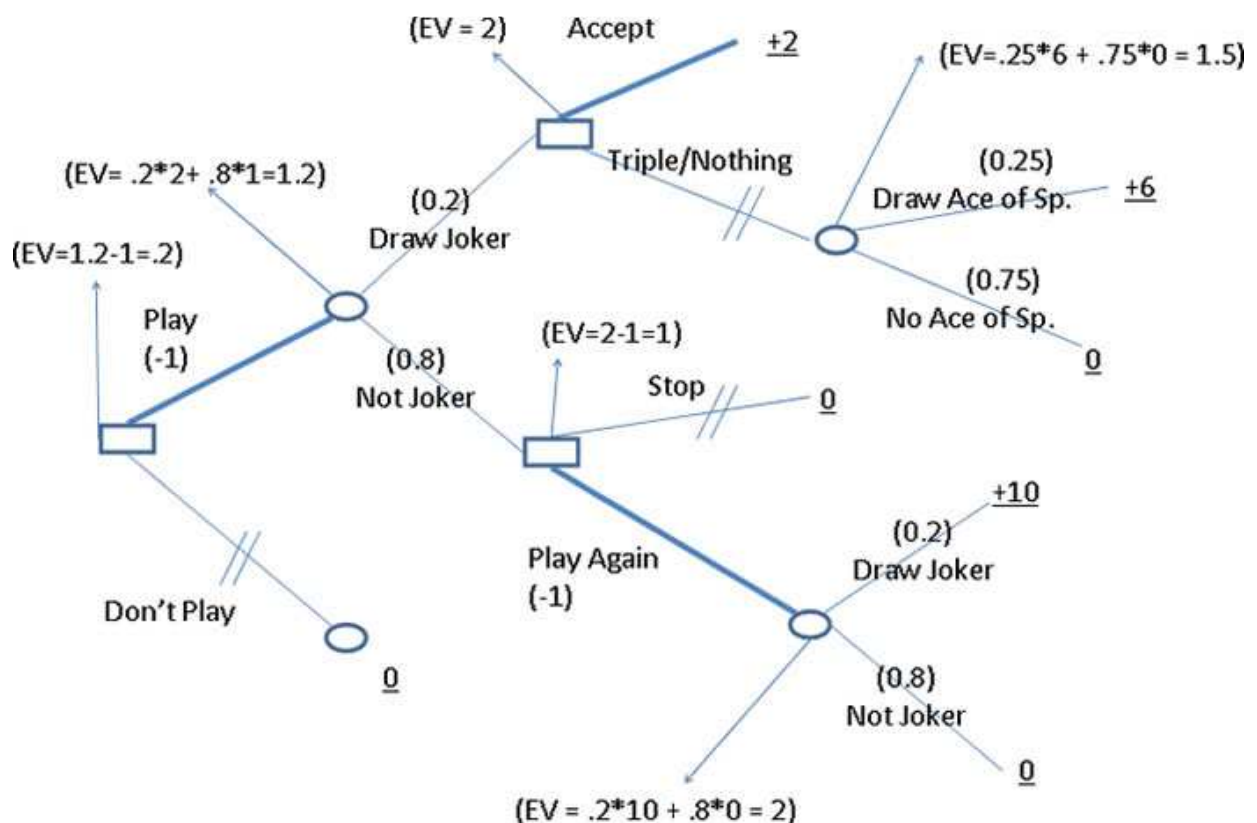 (EV = 2)
Accept
+2
(EV=.25*6 + .75*0 = 1.5)
Triple/Nothing
(0.25)
Draw Ace of Sp.
+6
(EV= .2*2+ .8*1=1.2)
(0.2)
Draw Joker
(EV=1.2-1=.2)
(0.75)
No Ace of Sp.
0
Play
(-1)
(0.8)
Not Joker
(EV=2-1=1)
Stop
0
+10
(0.2)
Draw Joker
Play Again
(-1)
Don't Play
0
(0.8)
Not Joker
0
(EV = .2*10 + .8*0 = 2)